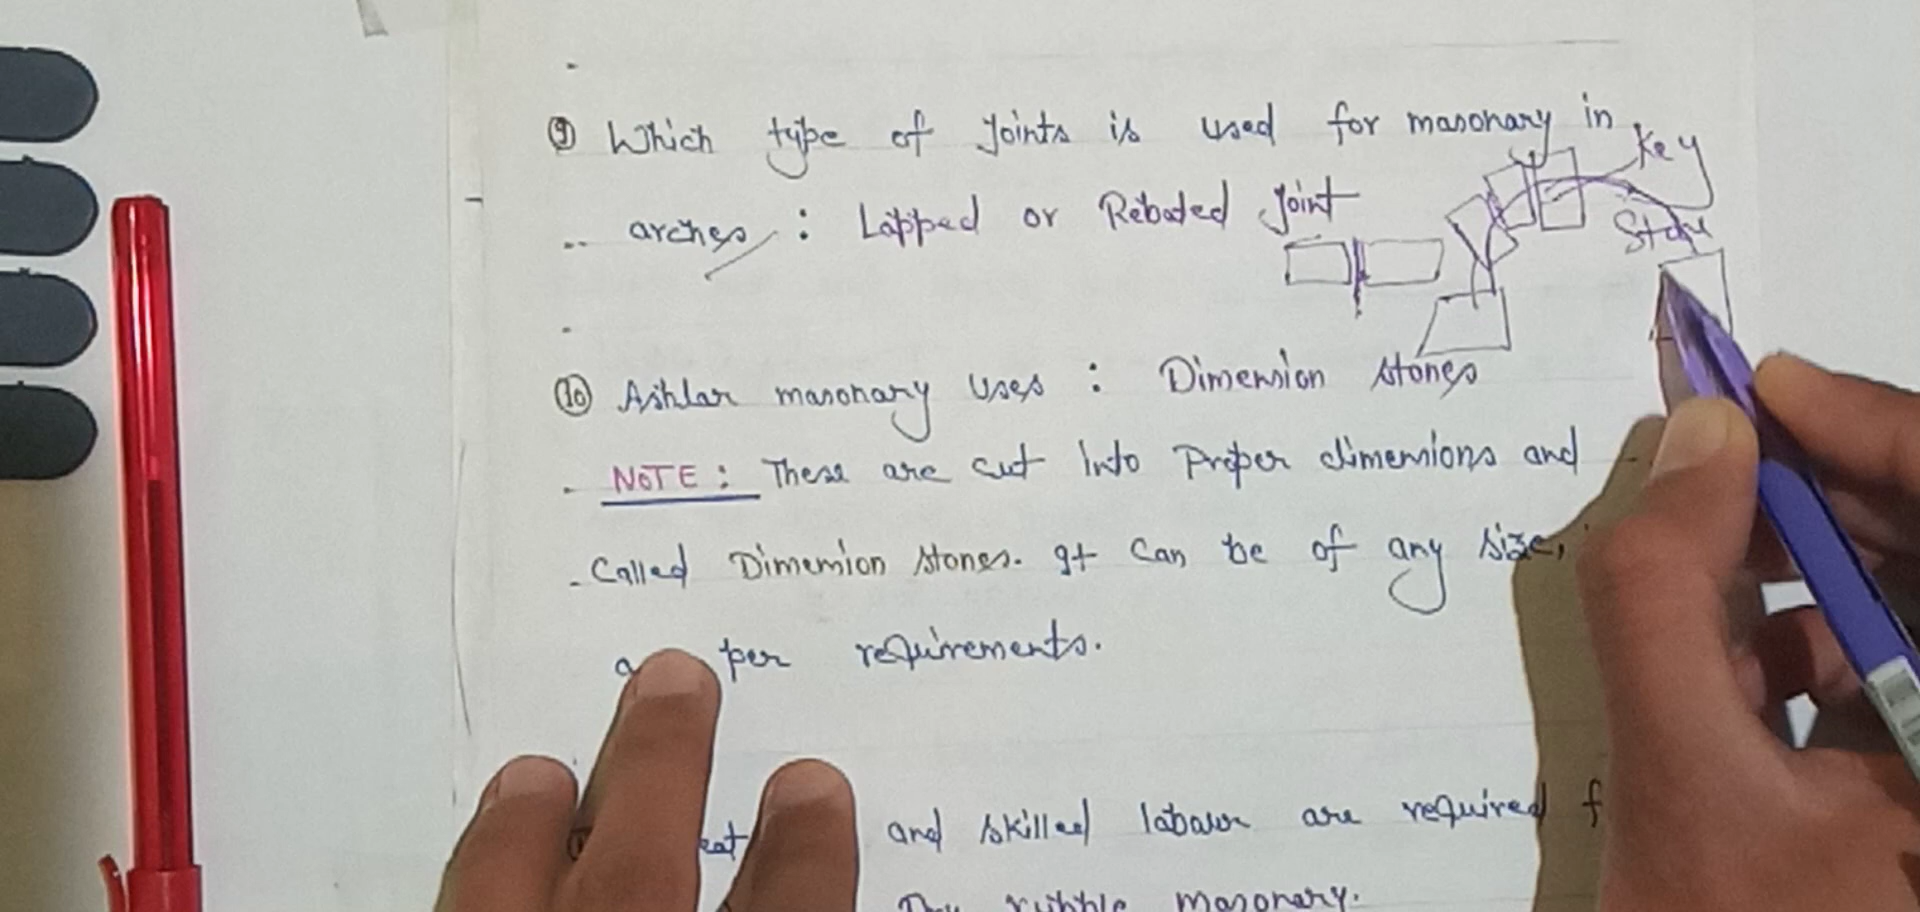 ⑨ Which type of Joints is used for masonary in
arches : Lapped or Rebated Joint
Key
Stone
⑩ Ashlar masonary uses : Dimension stones
NOTE : These are cut into Proper dimensions and
Called Dimension stones. It can be of any size,
per requirements.
and skilled labour are required
rubble masonary.